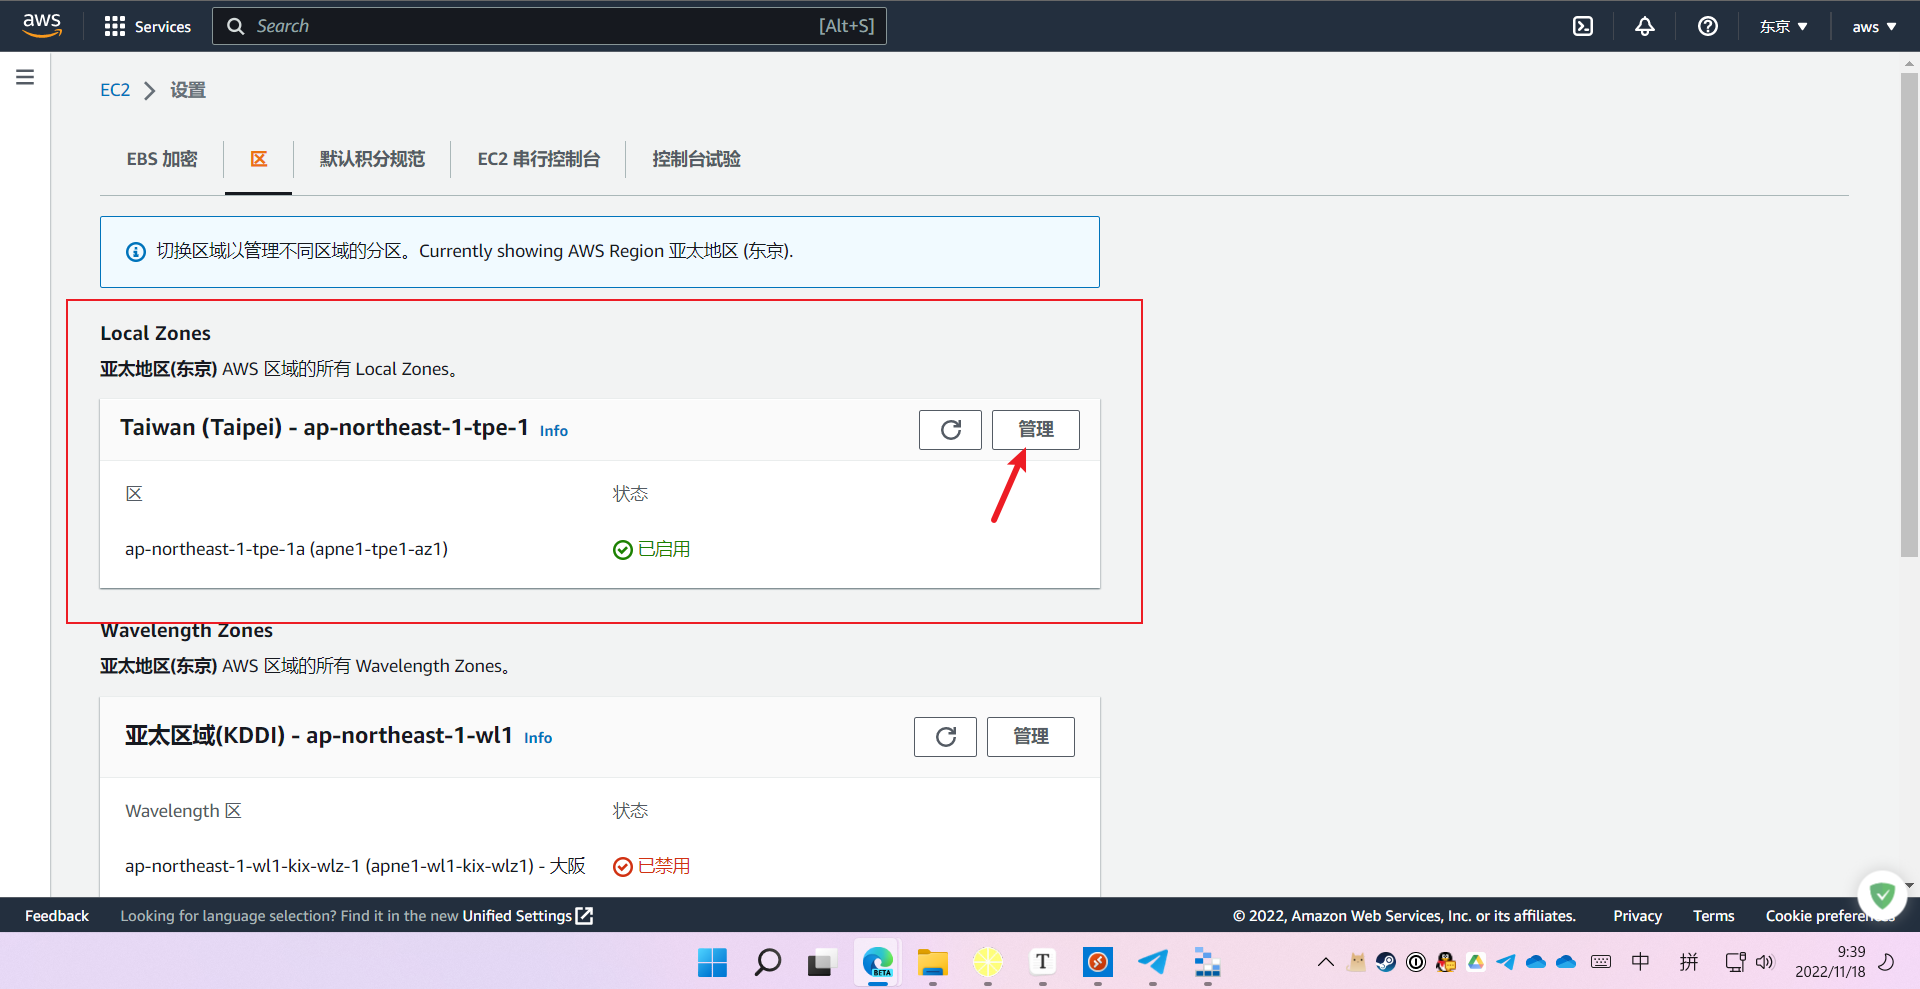 aws
Services
Search
[Alt+S]
东京
aws
EC2
设置
EBS 加密
区
默认积分规范
EC2 串行控制台
控制台试验
切换区域以管理不同区域的分区。Currently showing AWS Region 亚太地区 (东京).
Local Zones
亚太地区(东京) AWS 区域的所有 Local Zones。
Taiwan (Taipei) - ap-northeast-1-tpe-1 Info
管理
区
状态
ap-northeast-1-tpe-1a (apne1-tpe1-az1)
已启用
Wavelength Zones
亚太地区(东京) AWS 区域的所有 Wavelength Zones。
亚太区域(KDDI) - ap-northeast-1-wl1 Info
管理
Wavelength 区
状态
ap-northeast-1-wl1-kix-wlz-1 (apne1-wl1-kix-wlz1) - 大阪
已禁用
Feedback
Looking for language selection? Find it in the new Unified Settings
© 2022, Amazon Web Services, Inc. or its affiliates.
Privacy
Terms
Cookie
BETA
T
中
拼
9:39
2022/11/18